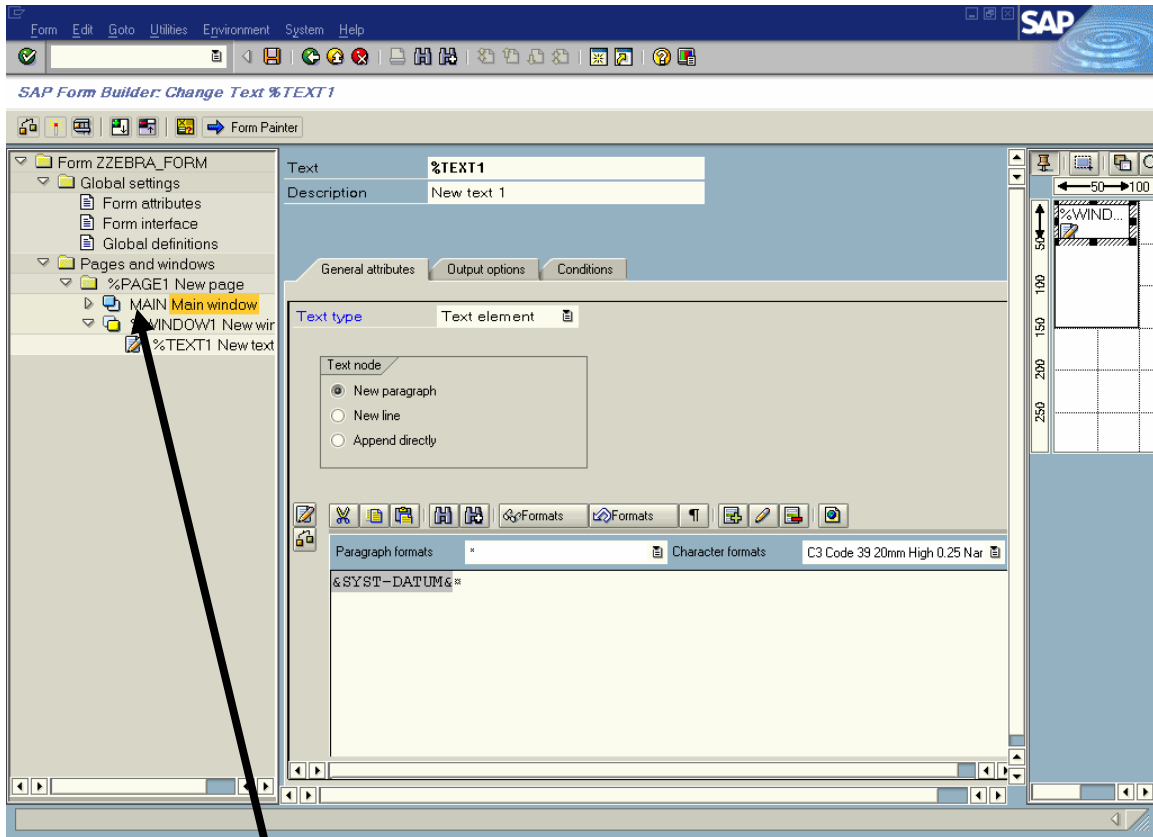 Form Edit Goto Utilities Environment System Help
SAP
SAP Form Builder: Change Text %TEXT1
Form Painter
Form ZZEBRA_FORM
Global settings
Form attributes
Form interface
Global definitions
Pages and windows
%PAGE1 New page
MAIN Main window
WINDOW1 New wir
%TEXT1 New text
Text %TEXT1
Description New text 1
General attributes Output options Conditions
Text type Text element
Text node
New paragraph
New line
Append directly
Formats Formats
Paragraph formats * Character formats C3 Code 39 20mm High 0.25 Nar
&SYST-DATUM&¤
50 100
%WIND...
50
100
150
200
250